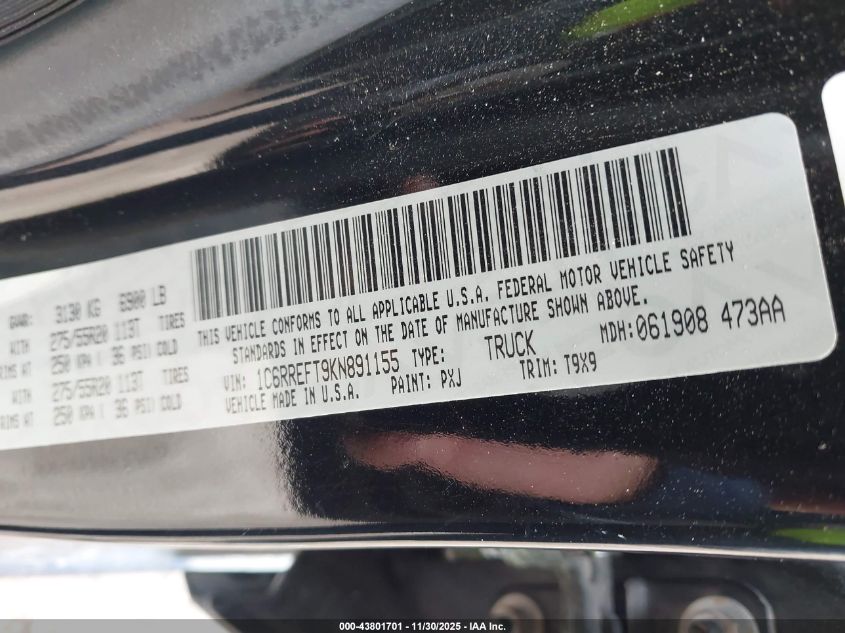 GVWR: 3130 KG 6900 LB
WITH 275/55R20 113T TIRES
250 KPA / 36 PSI COLD
WITH 275/55R20 113T TIRES
RIMS AT 250 KPA / 36 PSI COLD
THIS VEHICLE CONFORMS TO ALL APPLICABLE U.S.A. FEDERAL MOTOR VEHICLE SAFETY
STANDARDS IN EFFECT ON THE DATE OF MANUFACTURE SHOWN ABOVE.
VIN: 1C6RREFT9KN891155 TYPE: TRUCK MDH: 061908 473AA
VEHICLE MADE IN U.S.A. PAINT: PXJ TRIM: T9X9
000-43801701 - 11/30/2025 - IAA Inc.